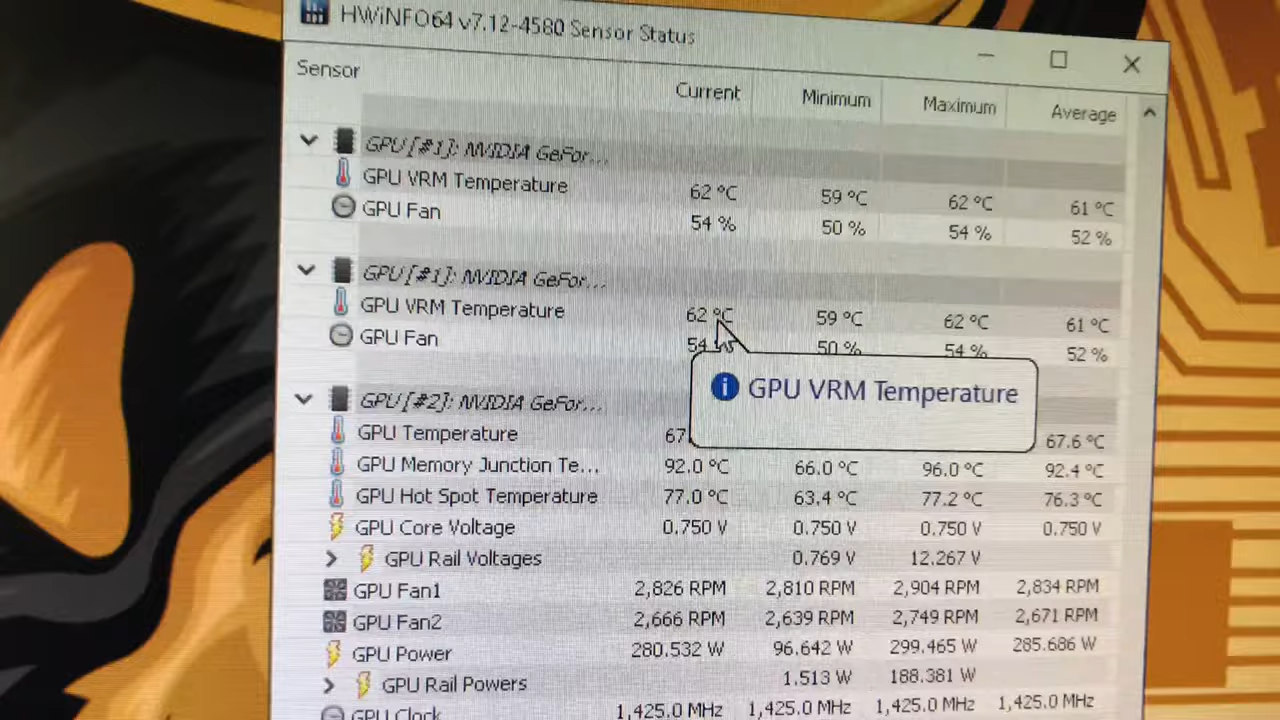 HWiNFO64 v7.12-4580 Sensor Status
Sensor Current Minimum Maximum Average
GPU [#1]: NVIDIA GeFor...
GPU VRM Temperature 62 °C 59 °C 62 °C 61 °C
GPU Fan 54 % 50 % 54 % 52 %
GPU [#1]: NVIDIA GeFor...
GPU VRM Temperature 62 °C 59 °C 62 °C 61 °C
GPU Fan 54 50 % 54 % 52 %
GPU VRM Temperature
GPU [#2]: NVIDIA GeFor...
GPU Temperature 67. 67.6 °C
GPU Memory Junction Te... 92.0 °C 66.0 °C 96.0 °C 92.4 °C
GPU Hot Spot Temperature 77.0 °C 63.4 °C 77.2 °C 76.3 °C
GPU Core Voltage 0.750 V 0.750 V 0.750 V 0.750 V
GPU Rail Voltages 0.769 V 12.267 V
GPU Fan1 2,826 RPM 2,810 RPM 2,904 RPM 2,834 RPM
GPU Fan2 2,666 RPM 2,639 RPM 2,749 RPM 2,671 RPM
GPU Power 280.532 W 96.642 W 299.465 W 285.686 W
GPU Rail Powers 1.513 W 188.381 W
GPU Clock 1,425.0 MHz 1,425.0 MHz 1,425.0 MHz 1,425.0 MHz